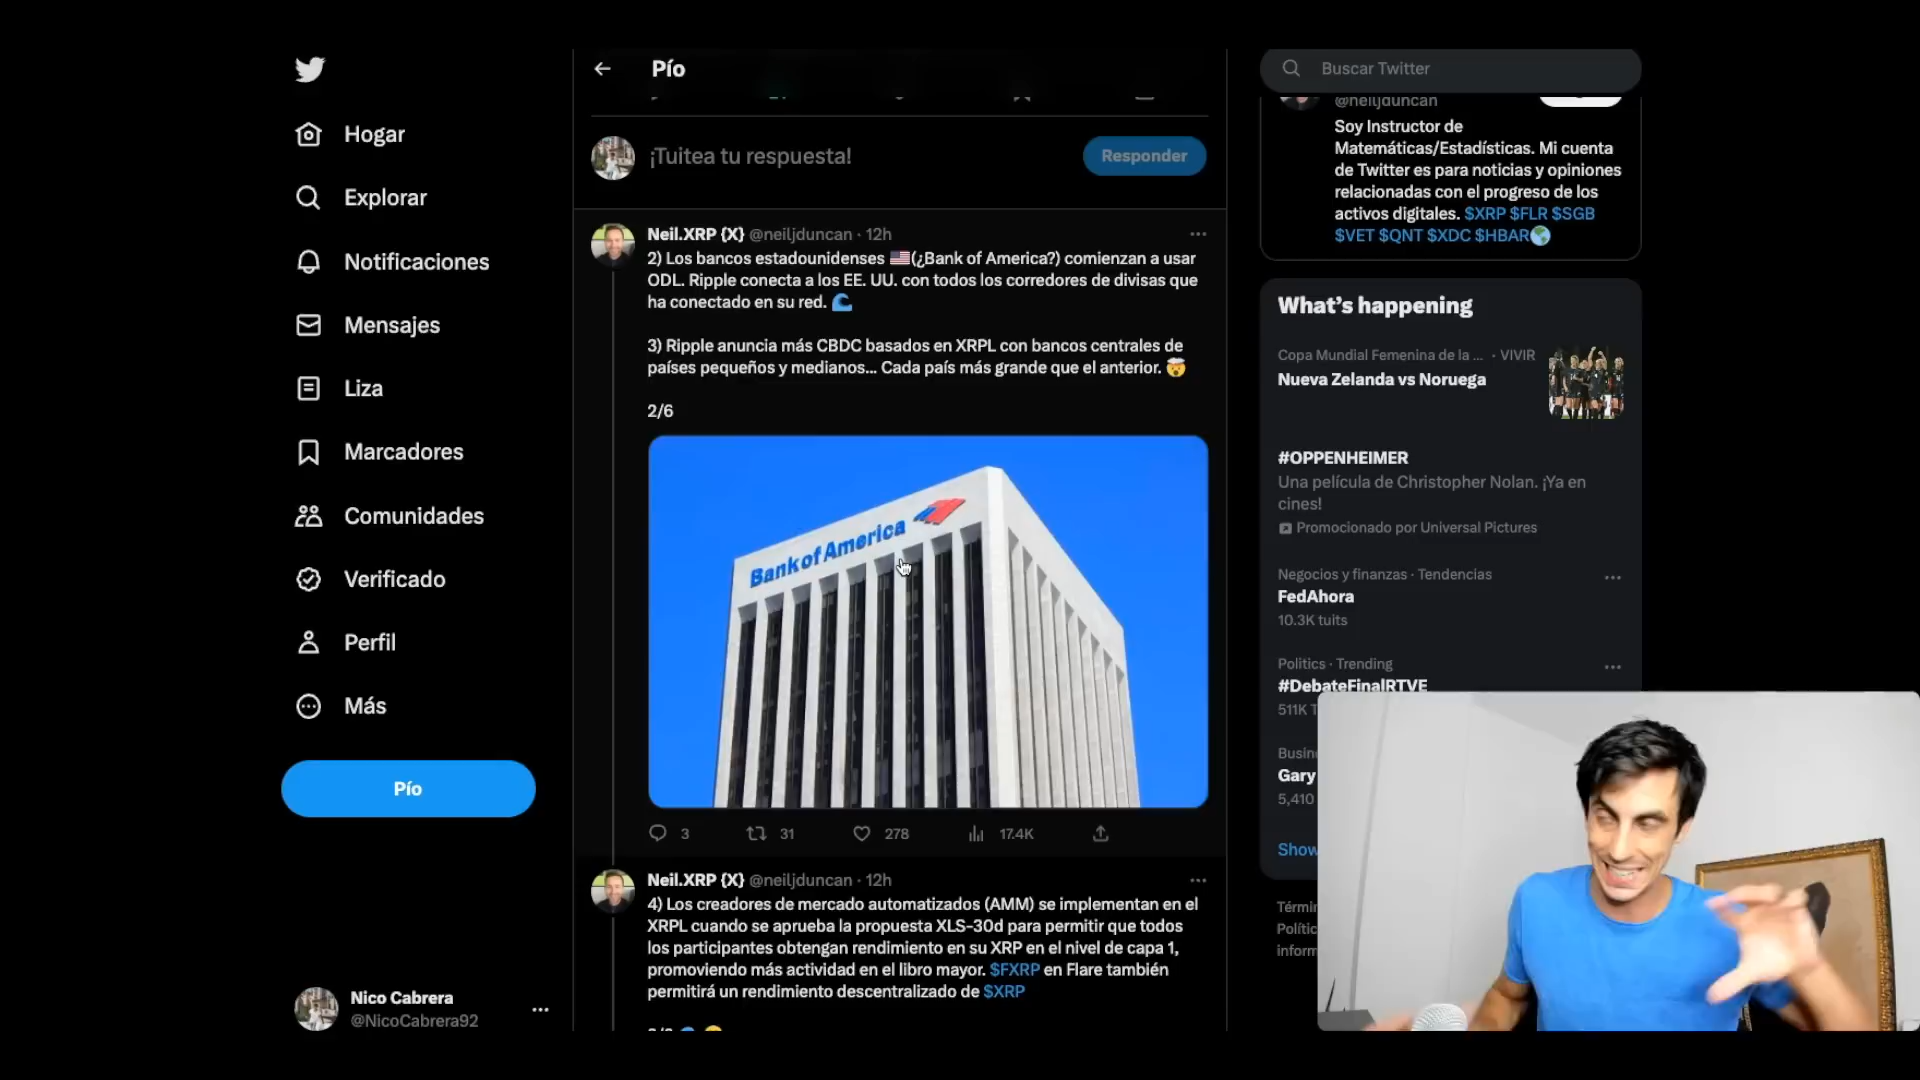 Hogar
Explorar
Notificaciones
Mensajes
Liza
Marcadores
Comunidades
Verificado
Perfil
Más
Pío
Nico Cabrera
@NicoCabrera92
Pío
¡Tuitea tu respuesta!
Responder
Neil.XRP {X} @neiljduncan · 12h
2) Los bancos estadounidenses 🇺🇸(¿Bank of America?) comienzan a usar
ODL. Ripple conecta a los EE. UU. con todos los corredores de divisas que
ha conectado en su red. 🌊
3) Ripple anuncia más CBDC basados en XRPL con bancos centrales de
países pequeños y medianos... Cada país más grande que el anterior. 🤯
2/6
Bank of America
3
31
278
17.4K
Neil.XRP {X} @neiljduncan · 12h
4) Los creadores de mercado automatizados (AMM) se implementan en el
XRPL cuando se aprueba la propuesta XLS-30d para permitir que todos
los participantes obtengan rendimiento en su XRP en el nivel de capa 1,
promoviendo más actividad en el libro mayor. $FXRP en Flare también
permitirá un rendimiento descentralizado de $XRP
Buscar Twitter
@neiljduncan
Soy Instructor de
Matemáticas/Estadísticas. Mi cuenta
de Twitter es para noticias y opiniones
relacionadas con el progreso de los
activos digitales. $XRP $FLR $SGB
$VET $QNT $XDC $HBAR🌎
What's happening
Copa Mundial Femenina de la ... · VIVIR
Nueva Zelanda vs Noruega
#OPPENHEIMER
Una película de Christopher Nolan. ¡Ya en
cines!
Promocionado por Universal Pictures
Negocios y finanzas · Tendencias
FedAhora
10.3K tuits
Politics · Trending
#DebateFinalRTVE
511K
Gary
5,410
Show